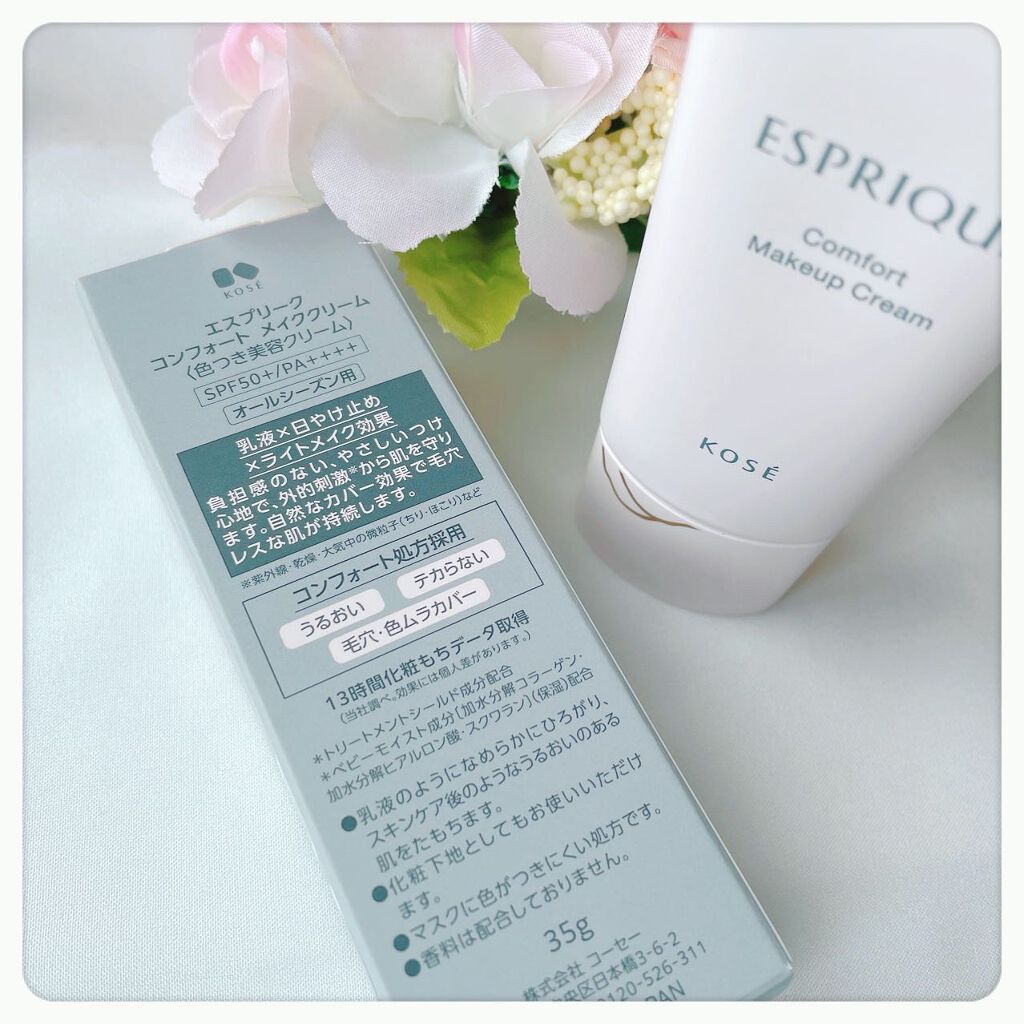 KOSÉ
エスプリーク
コンフォート メイククリーム
〈色つき美容クリーム〉
SPF50+/PA++++
オールシーズン用
乳液×日やけ止め
×ライトメイク効果
負担感のない、やさしいつけ
心地で、外的刺激※から肌を守り
ます。自然なカバー効果で毛穴
レスな肌が持続します。
※紫外線・乾燥・大気中の微粒子(ちり・ほこり)など
コンフォート処方採用
うるおい
テカらない
毛穴・色ムラカバー
13時間化粧もちデータ取得
(当社調べ。効果には個人差があります。)
*トリートメントシールド成分配合
*ベビーモイスト成分〔加水分解コラーゲン・
加水分解ヒアルロン酸・スクワラン〕(保湿)配合
●乳液のようになめらかにひろがり、
スキンケア後のようなうるおいのある
肌をたもちます。
●化粧下地としてもお使いいただけ
ます。
●マスクに色がつきにくい処方です。
●香料は配合しておりません。
35g
株式会社 コーセー
央区日本橋3-6-2
0120-526-311
PAN
ESPRIQU
Comfort
Makeup Cream
KOSÉ